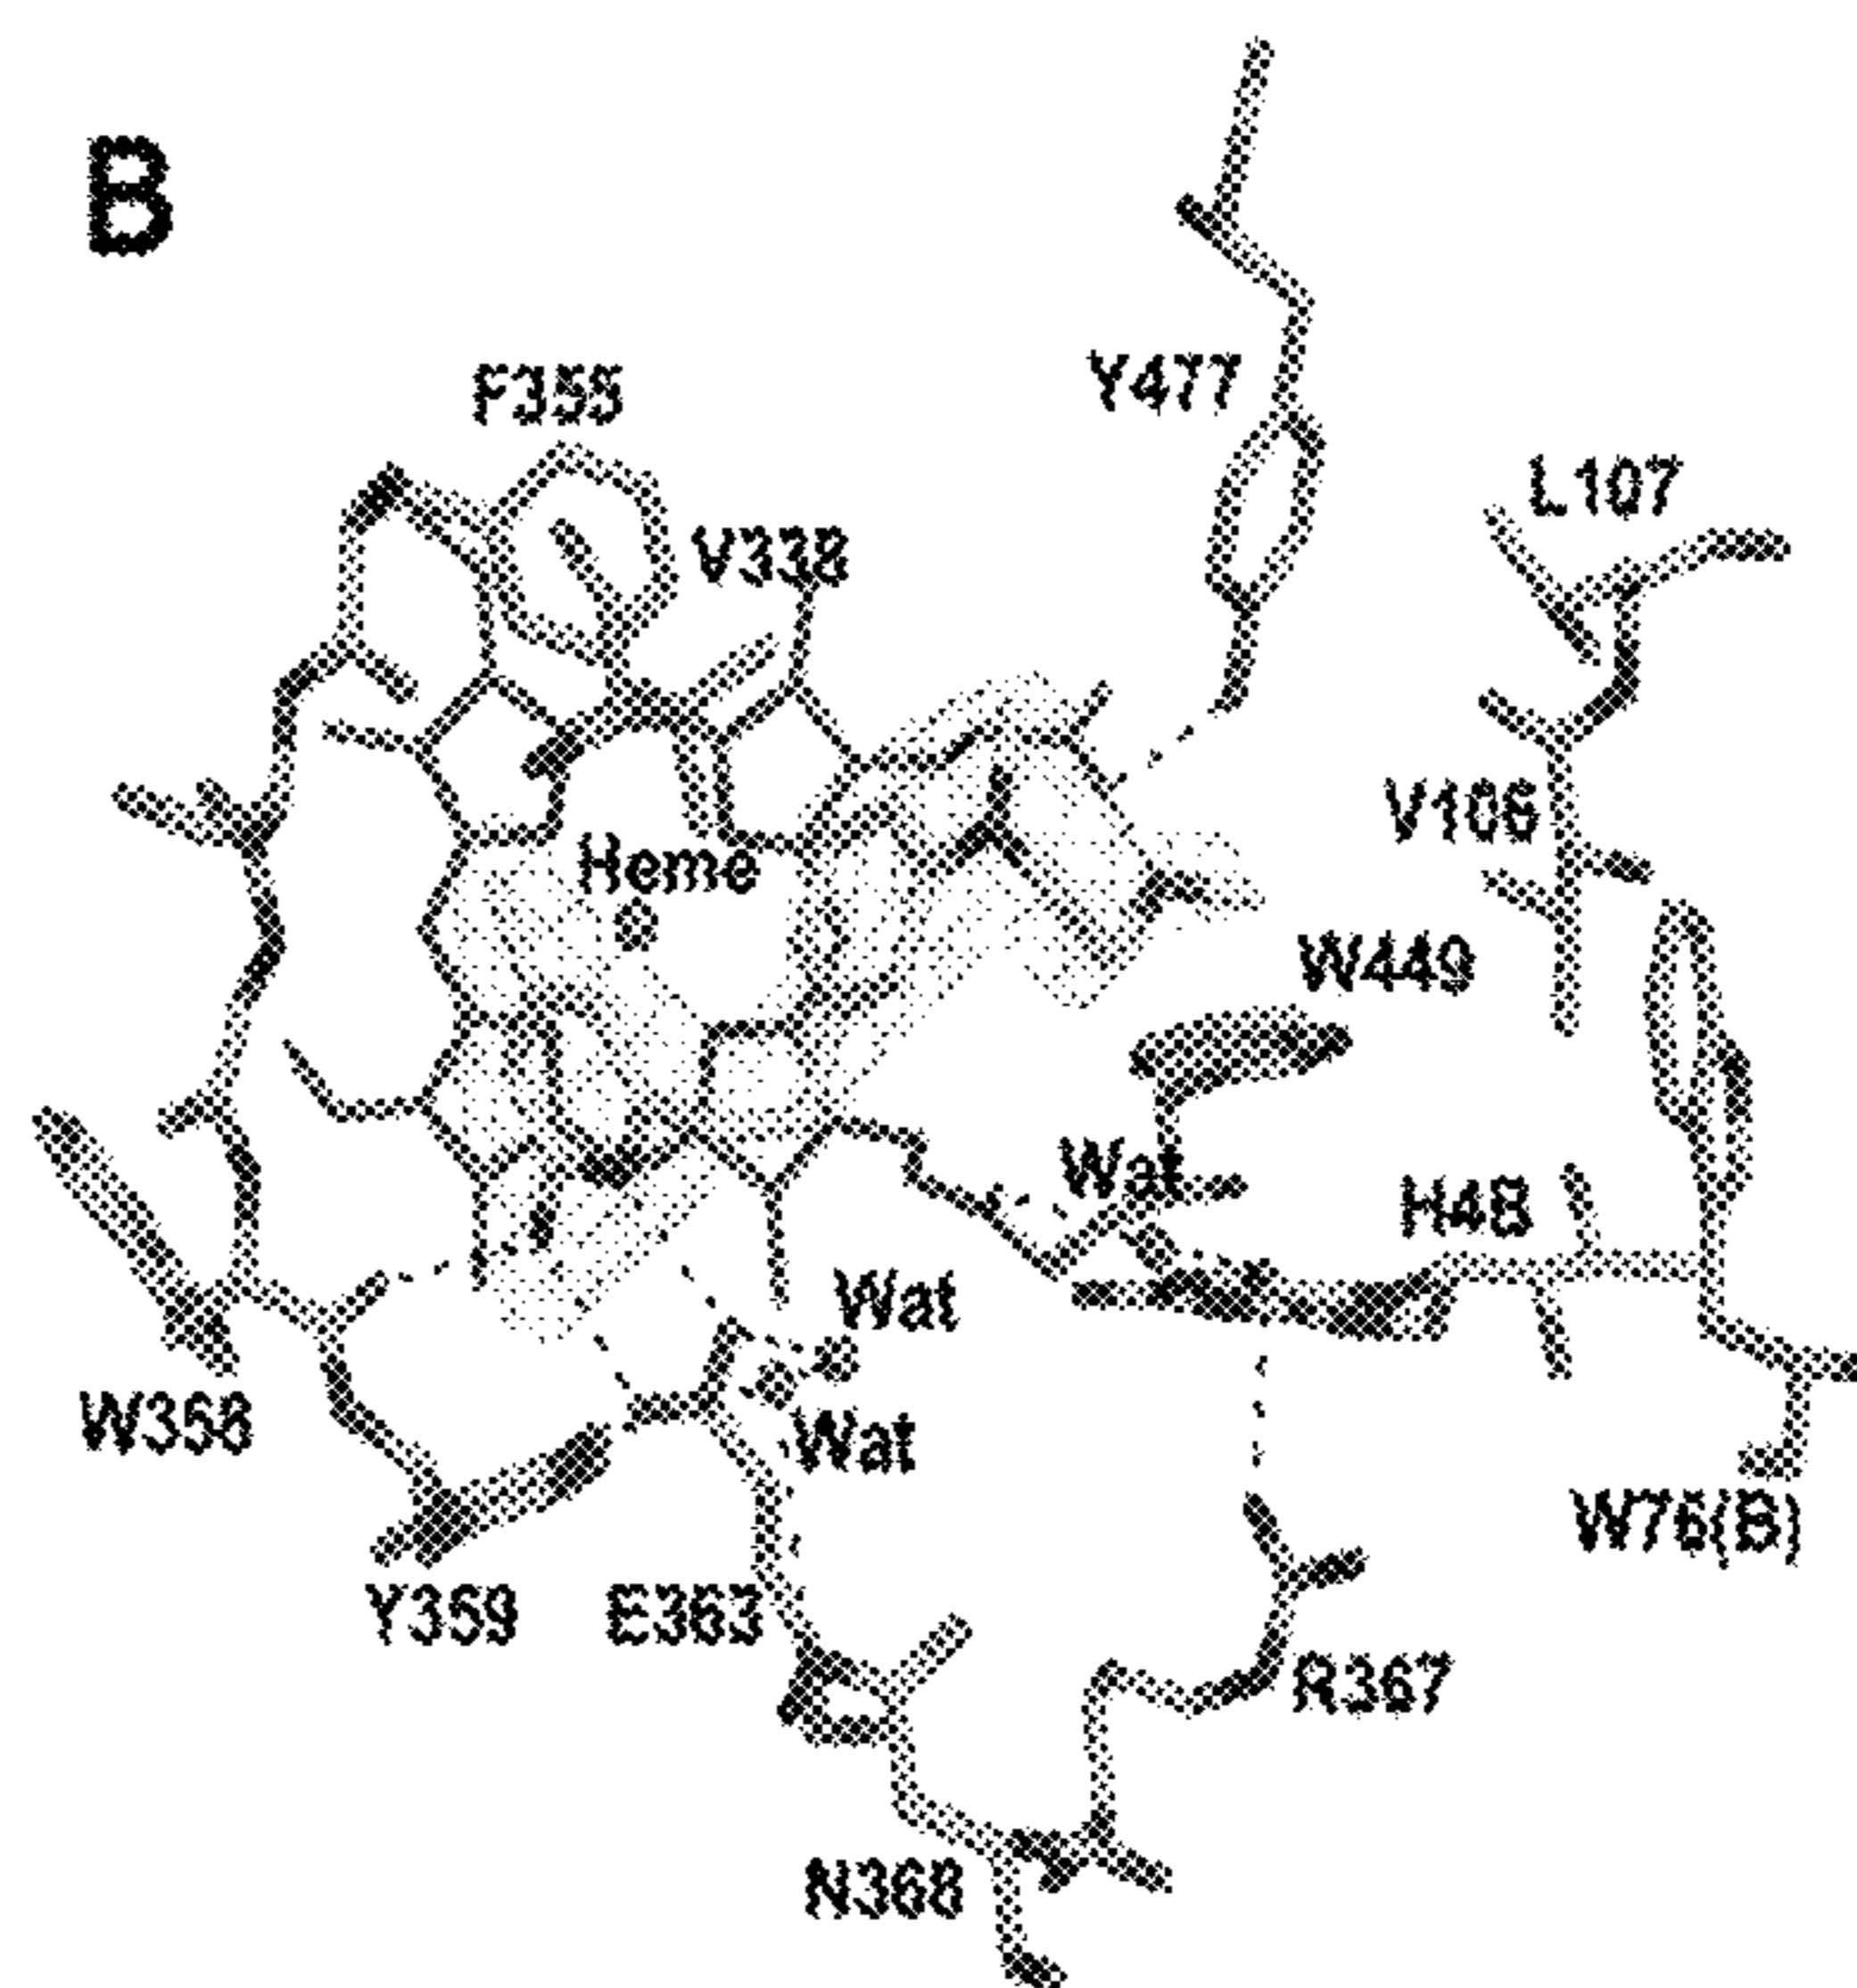 B
Y477
F355
L107
V338
V106
Heme
W449
Wat
H48
Wat
W358
Wat
W76(B)
Y359
E363
R367
N368